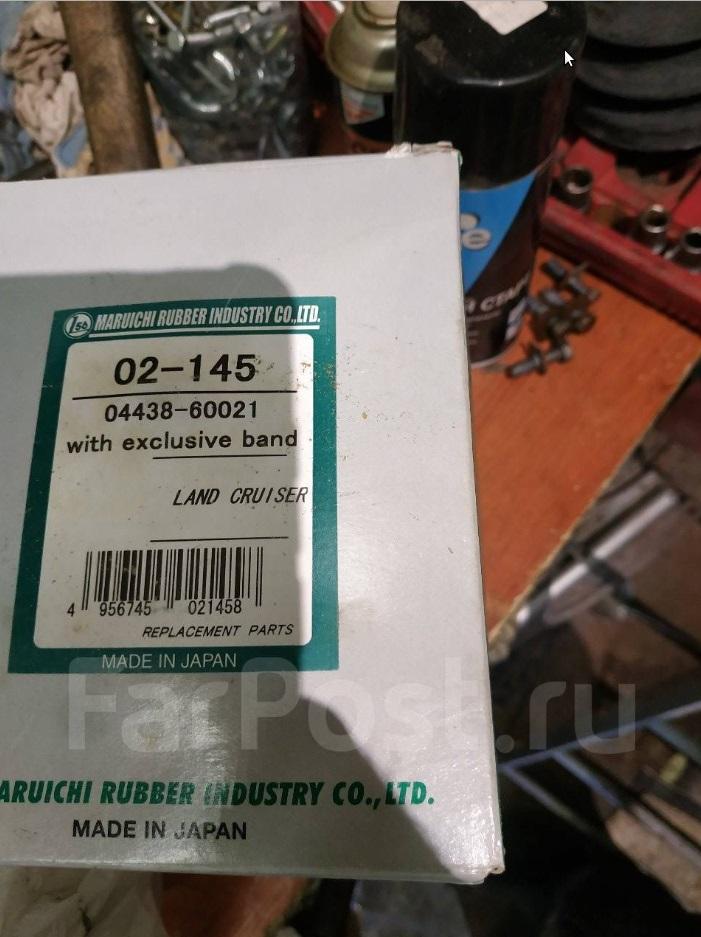 MARUICHI RUBBER INDUSTRY CO.,LTD.
02-145
04438-60021
with exclusive band
LAND CRUISER
4 956745 021458
REPLACEMENT PARTS
MADE IN JAPAN
FarPost.ru
ARUICHI RUBBER INDUSTRY CO., LTD.
MADE IN JAPAN